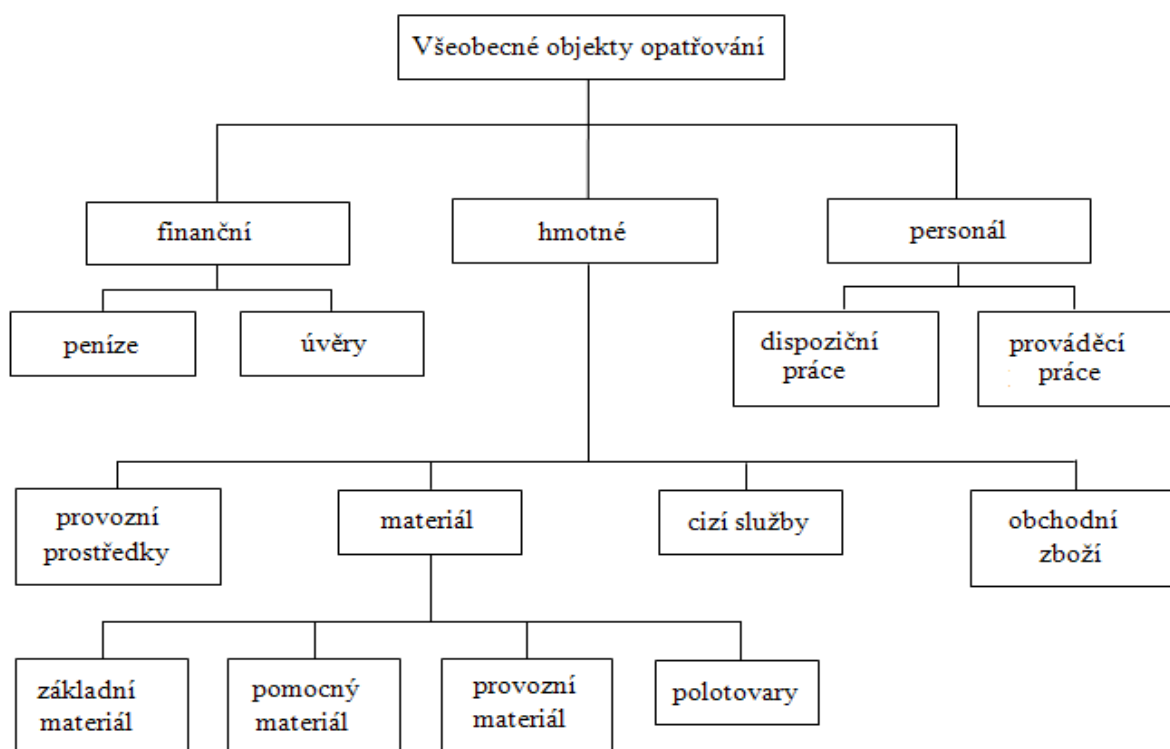 Všeobecné objekty opatřování
finanční
hmotné
personál
peníze
úvěry
dispoziční
práce
prováděcí
práce
provozní
prostředky
materiál
cizí služby
obchodní
zboží
základní
materiál
pomocný
materiál
provozní
materiál
polotovary